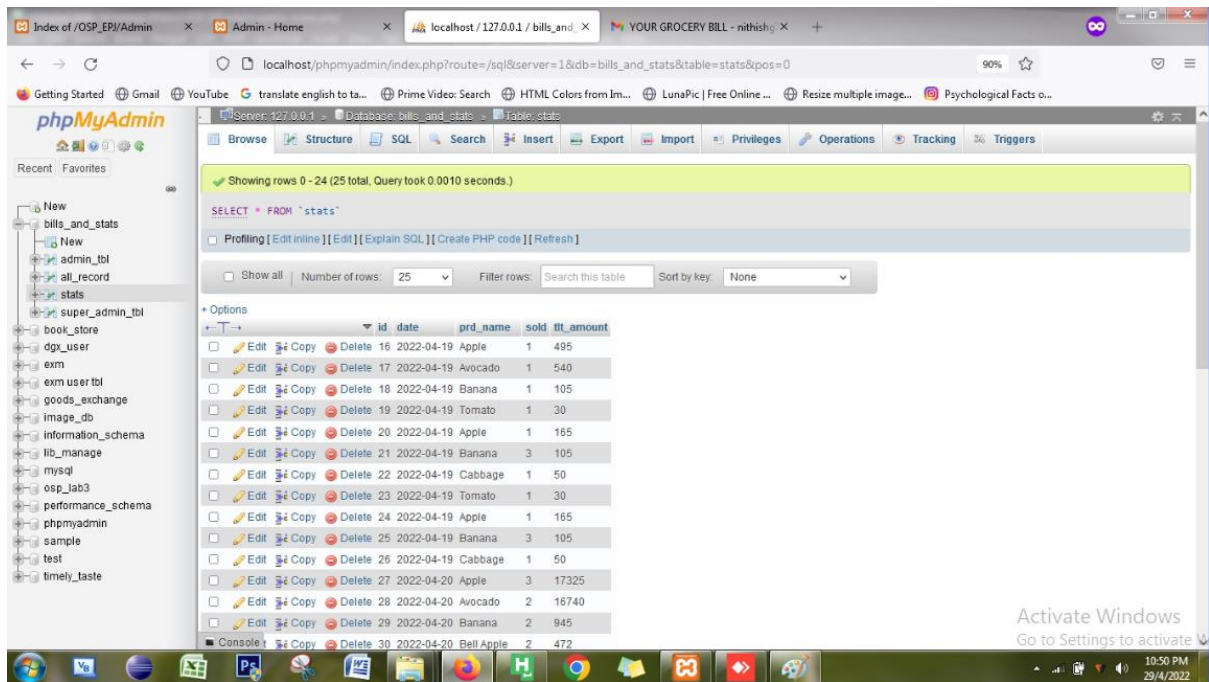 Index of /OSP_EPJ/Admin Admin - Home localhost / 127.0.0.1 / bills_and_ YOUR GROCERY BILL - nithishg
localhost/phpmyadmin/index.php?route=/sql&server=1&db=bills_and_stats&table=stats&pos=0 90%
Getting Started Gmail YouTube translate english to ta... Prime Video: Search HTML Colors from Im... LunaPic | Free Online ... Resize multiple image... Psychological Facts o...
phpMyAdmin
Recent Favorites
New
bills_and_stats
New
admin_tbl
all_record
stats
super_admin_tbl
book_store
dgx_user
exm
exm user tbl
goods_exchange
image_db
information_schema
lib_manage
mysql
osp_lab3
performance_schema
phpmyadmin
sample
test
timely_taste
Server: 127.0.0.1 » Database: bills_and_stats » Table: stats
Browse Structure SQL Search Insert Export Import Privileges Operations Tracking Triggers
Showing rows 0 - 24 (25 total, Query took 0.0010 seconds.)
SELECT * FROM `stats`
Profiling [ Edit inline ] [ Edit ] [ Explain SQL ] [ Create PHP code ] [ Refresh ]
Show all | Number of rows: 25 Filter rows: Search this table Sort by key: None
+ Options
←T→ id date prd_name sold tlt_amount
Edit Copy Delete 16 2022-04-19 Apple 1 495
Edit Copy Delete 17 2022-04-19 Avocado 1 540
Edit Copy Delete 18 2022-04-19 Banana 1 105
Edit Copy Delete 19 2022-04-19 Tomato 1 30
Edit Copy Delete 20 2022-04-19 Apple 1 165
Edit Copy Delete 21 2022-04-19 Banana 3 105
Edit Copy Delete 22 2022-04-19 Cabbage 1 50
Edit Copy Delete 23 2022-04-19 Tomato 1 30
Edit Copy Delete 24 2022-04-19 Apple 1 165
Edit Copy Delete 25 2022-04-19 Banana 3 105
Edit Copy Delete 26 2022-04-19 Cabbage 1 50
Edit Copy Delete 27 2022-04-20 Apple 3 17325
Edit Copy Delete 28 2022-04-20 Avocado 2 16740
Edit Copy Delete 29 2022-04-20 Banana 2 945
Console Copy Delete 30 2022-04-20 Bell Apple 2 472
Activate Windows
Go to Settings to activate
10:50 PM
29/4/2022